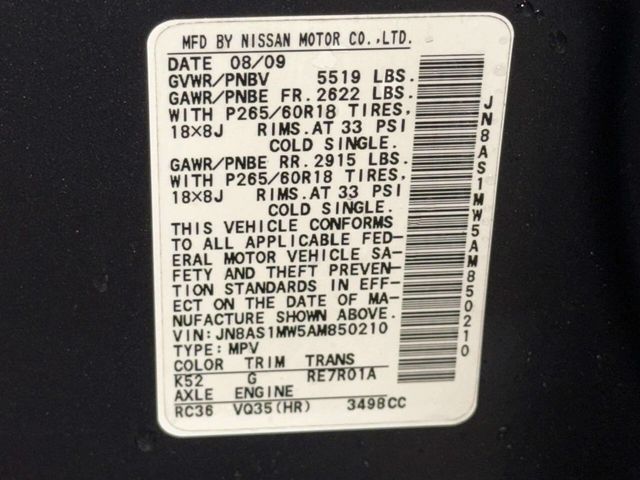 MFD BY NISSAN MOTOR CO.,LTD.
DATE 08/09
GVWR/PNBV 5519 LBS.
GAWR/PNBE FR. 2622 LBS.
WITH P265/60R18 TIRES,
18×8J RIMS.AT 33 PSI
COLD SINGLE.
GAWR/PNBE RR. 2915 LBS.
WITH P265/60R18 TIRES,
18×8J RIMS.AT 33 PSI
COLD SINGLE.
THIS VEHICLE CONFORMS
TO ALL APPLICABLE FED-
ERAL MOTOR VEHICLE SA-
FETY AND THEFT PREVEN-
TION STANDARDS IN EFF-
ECT ON THE DATE OF MA-
NUFACTURE SHOWN ABOVE.
VIN:JN8AS1MW5AM850210
TYPE:MPV
COLOR TRIM TRANS
K52 G RE7R01A
AXLE ENGINE
RC36 VQ35(HR) 3498CC
JN8AS1MW5AM850210